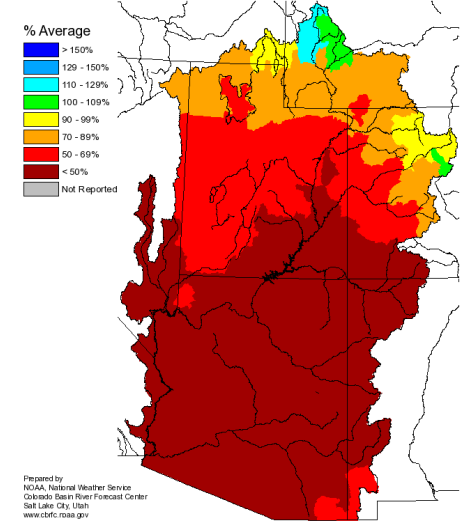 % Average
> 150%
129 - 150%
110 - 129%
100 - 109%
90 - 99%
70 - 89%
50 - 69%
< 50%
Not Reported
Prepared by
NOAA, National Weather Service
Colorado Basin River Forecast Center
Salt Lake City, Utah
www.cbrfc.noaa.gov